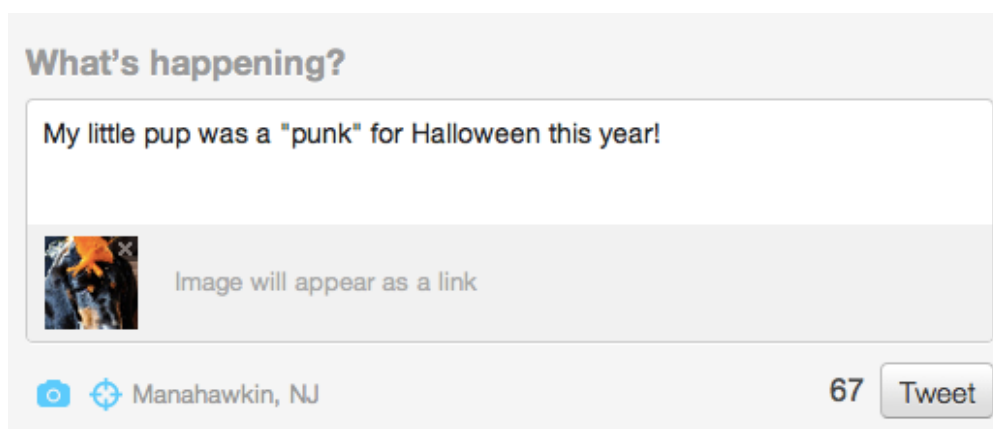 What's happening?
My little pup was a "punk" for Halloween this year!
Image will appear as a link
Manahawkin, NJ
67 Tweet